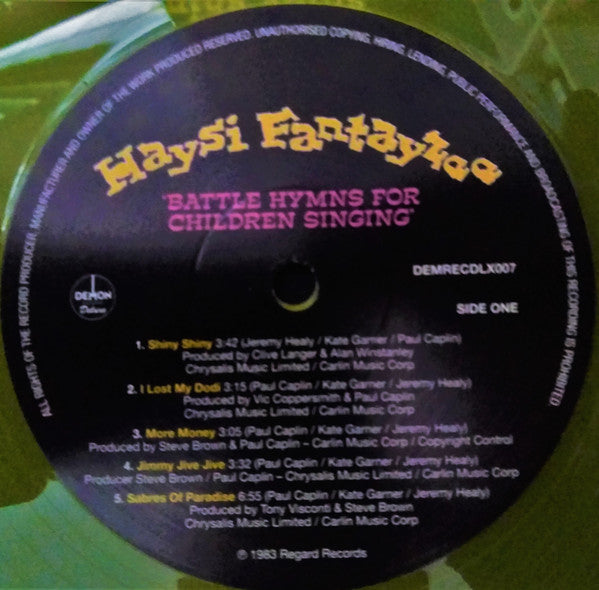 ALL RIGHTS OF THE RECORD PRODUCER, MANUFACTURER AND OWNER OF THE WORK PRODUCED RESERVED. UNAUTHORISED COPYING, HIRING, LENDING, PUBLIC PERFORMANCE AND BROADCASTING OF THIS RECORDING IS PROHIBITED
Haysi Fantayzee
"BATTLE HYMNS FOR
CHILDREN SINGING"
DEMRECDLX007
DEMON
Deluxe
SIDE ONE
1. Shiny Shiny 3:42 (Jeremy Healy / Kate Garner / Paul Caplin)
Produced by Clive Langer & Alan Winstanley
Chrysalis Music Limited / Carlin Music Corp
2. I Lost My Dodi 3:15 (Paul Caplin / Kate Garner / Jeremy Healy)
Produced by Vic Coppersmith & Paul Caplin
Chrysalis Music Limited / Carlin Music Corp
3. More Money 3:05 (Paul Caplin / Kate Garner / Jeremy Healy)
Produced by Steve Brown & Paul Caplin – Carlin Music Corp / Copyright Control
4. Jimmy Jive Jive 3:32 (Paul Caplin / Kate Garner / Jeremy Healy)
Producer Steve Brown / Paul Caplin – Chrysalis Music Limited / Carlin Music Corp
5. Sabres Of Paradise 6:55 (Paul Caplin / Kate Garner / Jeremy Healy)
Produced by Tony Visconti & Steve Brown
Chrysalis Music Limited / Carlin Music Corp
℗ 1983 Regard Records